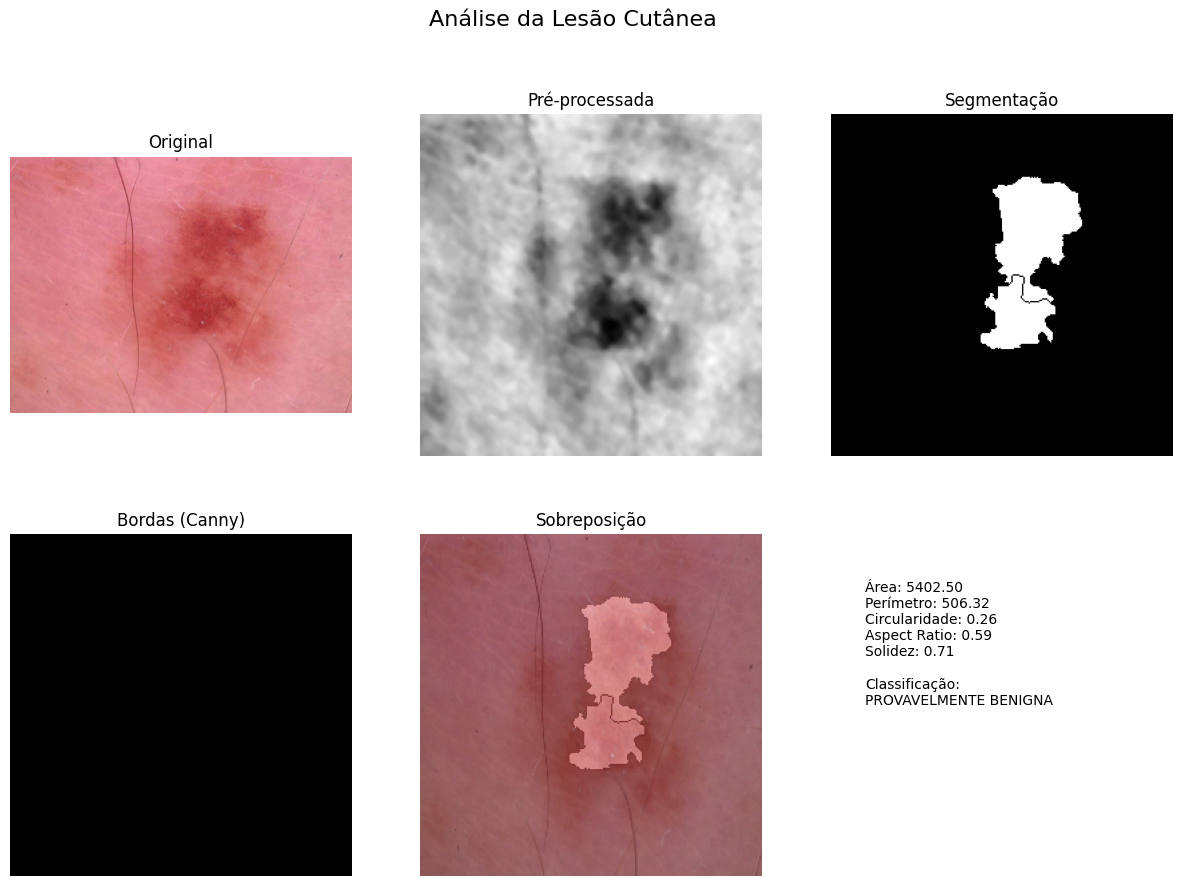 Análise da Lesão Cutânea
Original
Pré-processada
Segmentação
Bordas (Canny)
Sobreposição
Área: 5402.50
Perímetro: 506.32
Circularidade: 0.26
Aspect Ratio: 0.59
Solidez: 0.71
Classificação:
PROVAVELMENTE BENIGNA